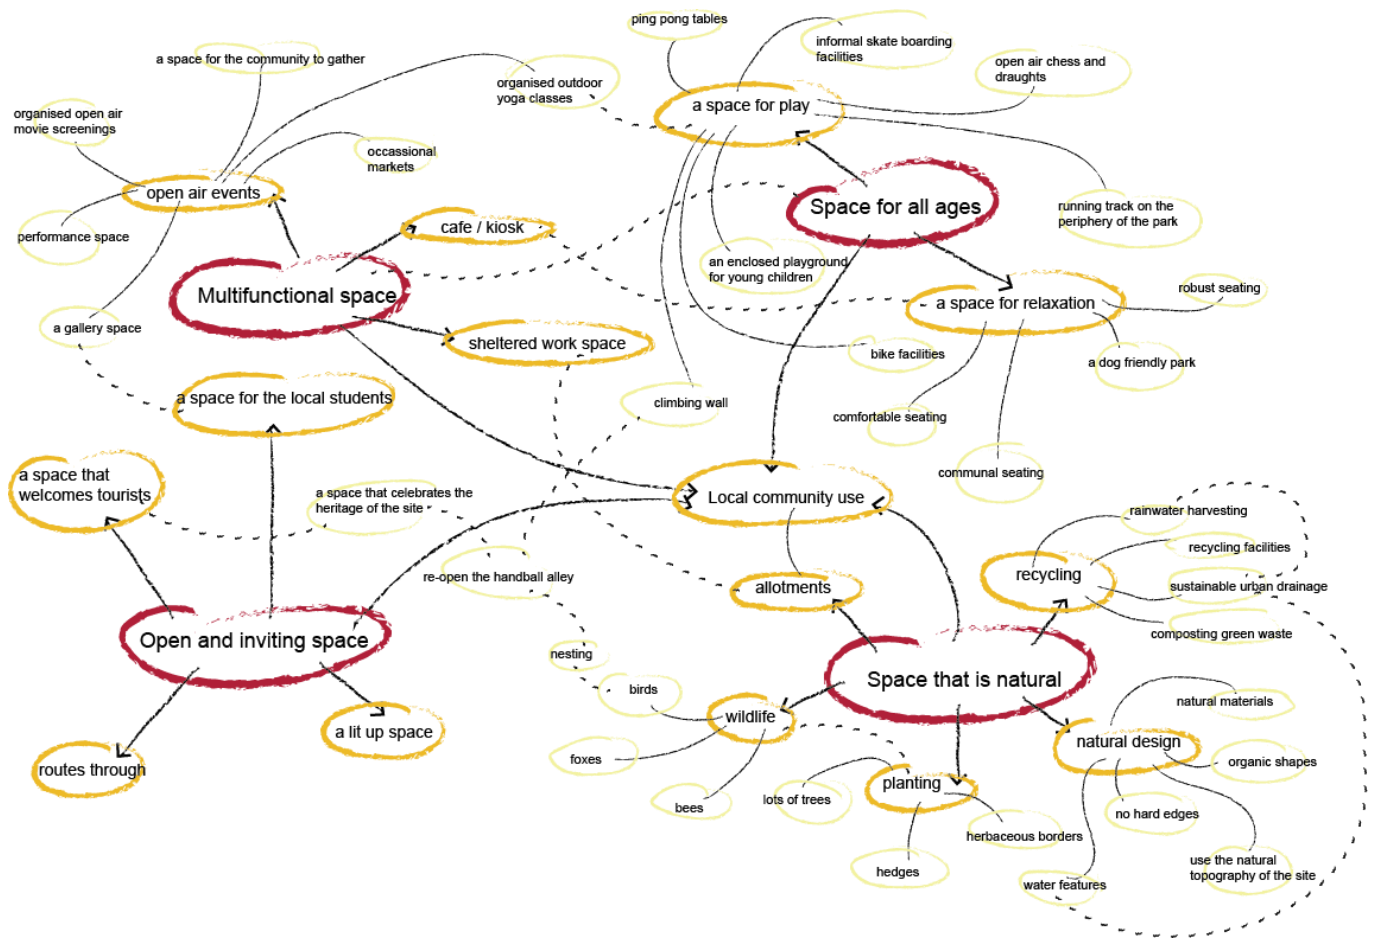 ping pong tables
informal skate boarding
facilities
a space for the community to gather
open air chess and
draughts
organised outdoor
yoga classes
a space for play
organised open air
movie screenings
occassional
markets
open air events
Space for all ages
running track on the
periphery of the park
cafe / kiosk
performance space
an enclosed playground
for young children
robust seating
Multifunctional space
a space for relaxation
a gallery space
sheltered work space
bike facilities
a dog friendly park
a space for the local students
climbing wall
comfortable seating
communal seating
a space that
welcomes tourists
a space that celebrates the
heritage of the site
Local community use
rainwater harvesting
recycling facilities
re-open the handball alley
recycling
allotments
sustainable urban drainage
composting green waste
Open and inviting space
nesting
Space that is natural
birds
natural materials
wildlife
a lit up space
natural design
foxes
organic shapes
routes through
planting
lots of trees
bees
no hard edges
herbaceous borders
hedges
use the natural
topography of the site
water features